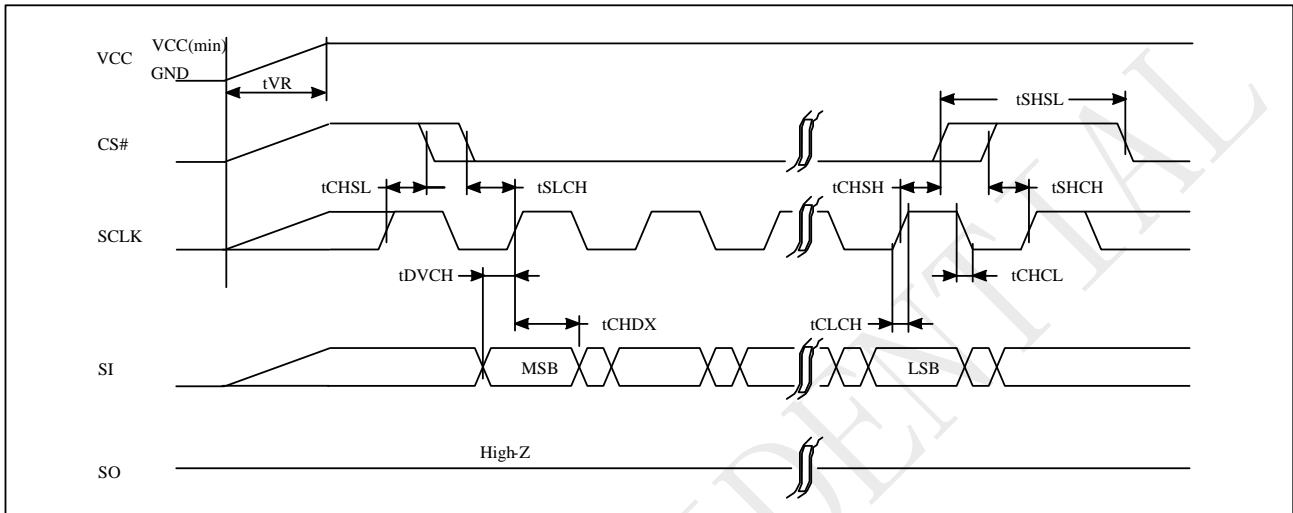 VCC
VCC(min)
GND
tVR
tSHSL
CS#
tCHSL
tSLCH
tCHSH
tSHCH
SCLK
tDVCH
tCHCL
tCHDX
tCLCH
SI
MSB
LSB
High-Z
SO